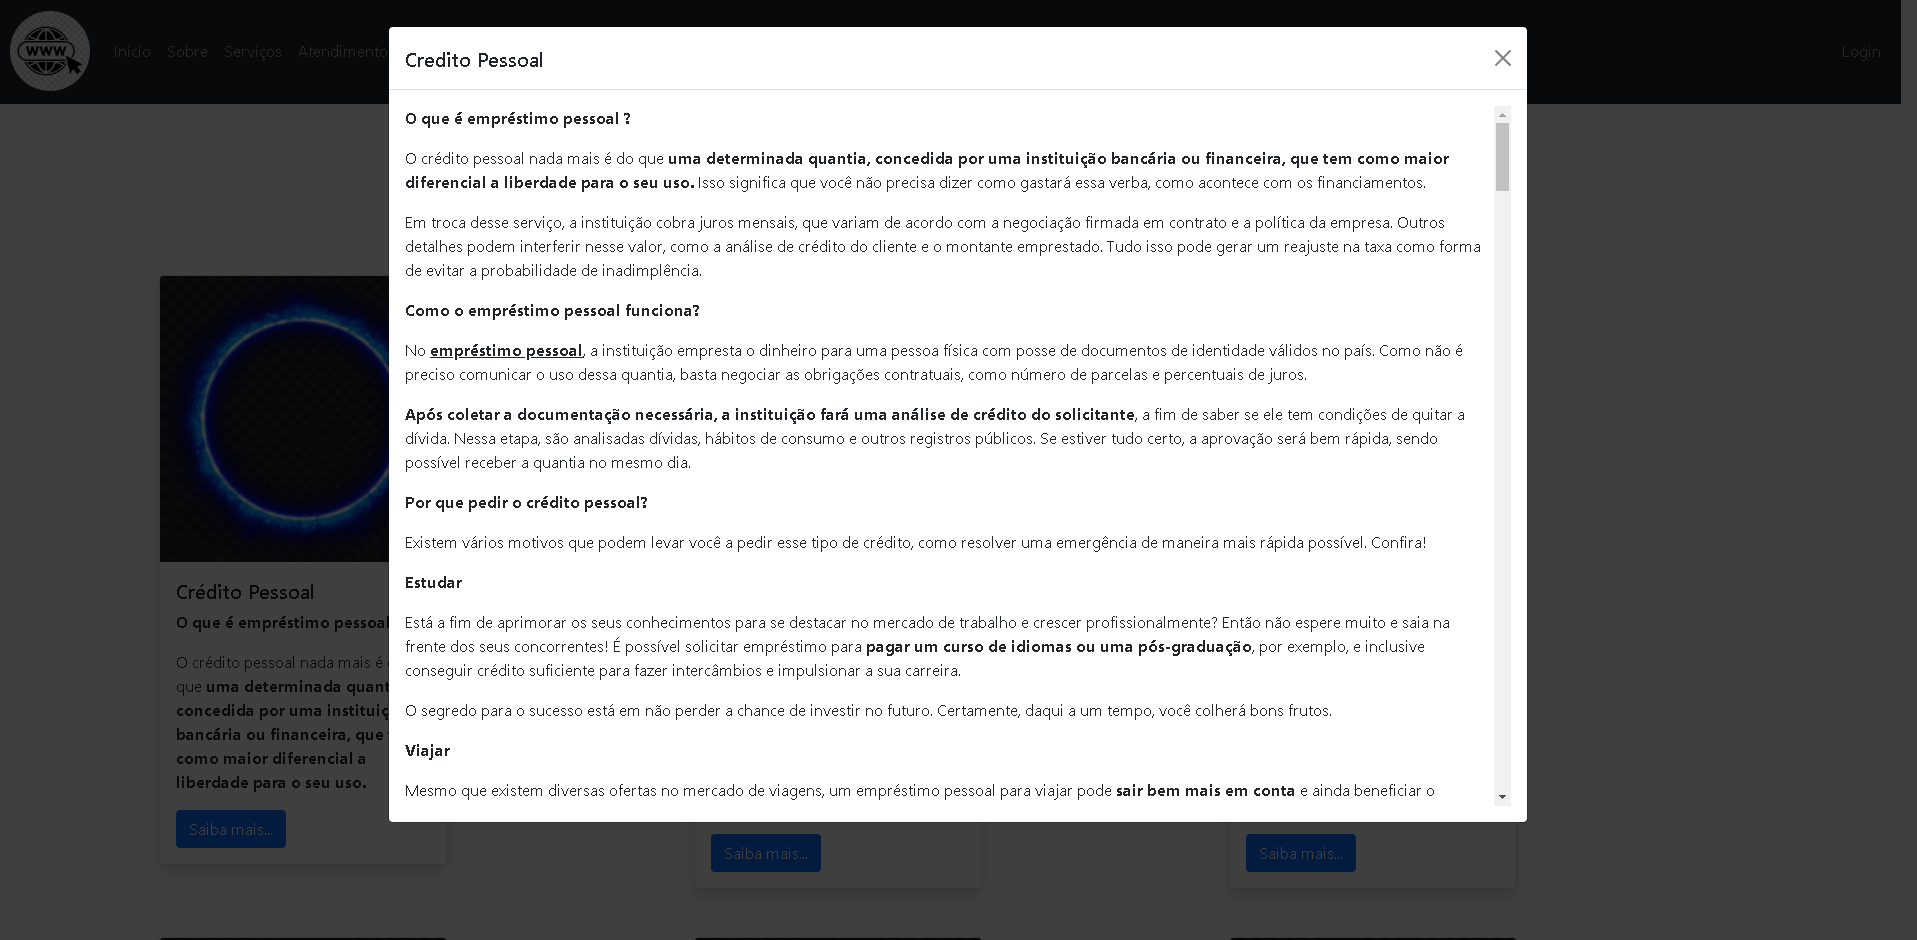 www
Inicio Sobre Serviços Atendimento
Login
Credito Pessoal
O que é empréstimo pessoal ?
O crédito pessoal nada mais é do que uma determinada quantia, concedida por uma instituição bancária ou financeira, que tem como maior
diferencial a liberdade para o seu uso. Isso significa que você não precisa dizer como gastará essa verba, como acontece com os financiamentos.
Em troca desse serviço, a instituição cobra juros mensais, que variam de acordo com a negociação firmada em contrato e a política da empresa. Outros
detalhes podem interferir nesse valor, como a análise de crédito do cliente e o montante emprestado. Tudo isso pode gerar um reajuste na taxa como forma
de evitar a probabilidade de inadimplência.
Como o empréstimo pessoal funciona?
No empréstimo pessoal, a instituição empresta o dinheiro para uma pessoa física com posse de documentos de identidade válidos no país. Como não é
preciso comunicar o uso dessa quantia, basta negociar as obrigações contratuais, como número de parcelas e percentuais de juros.
Após coletar a documentação necessária, a instituição fará uma análise de crédito do solicitante, a fim de saber se ele tem condições de quitar a
dívida. Nessa etapa, são analisadas dívidas, hábitos de consumo e outros registros públicos. Se estiver tudo certo, a aprovação será bem rápida, sendo
possível receber a quantia no mesmo dia.
Por que pedir o crédito pessoal?
Existem vários motivos que podem levar você a pedir esse tipo de crédito, como resolver uma emergência de maneira mais rápida possível. Confira!
Estudar
Está a fim de aprimorar os seus conhecimentos para se destacar no mercado de trabalho e crescer profissionalmente? Então não espere muito e saia na
frente dos seus concorrentes! É possível solicitar empréstimo para pagar um curso de idiomas ou uma pós-graduação, por exemplo, e inclusive
conseguir crédito suficiente para fazer intercâmbios e impulsionar a sua carreira.
O segredo para o sucesso está em não perder a chance de investir no futuro. Certamente, daqui a um tempo, você colherá bons frutos.
Viajar
Mesmo que existem diversas ofertas no mercado de viagens, um empréstimo pessoal para viajar pode sair bem mais em conta e ainda beneficiar o
Crédito Pessoal
O que é empréstimo pessoal
O crédito pessoal nada mais é
que uma determinada quant
concedida por uma instituiç
bancária ou financeira, que
como maior diferencial a
liberdade para o seu uso.
Saiba mais...
Saiba mais...
Saiba mais...